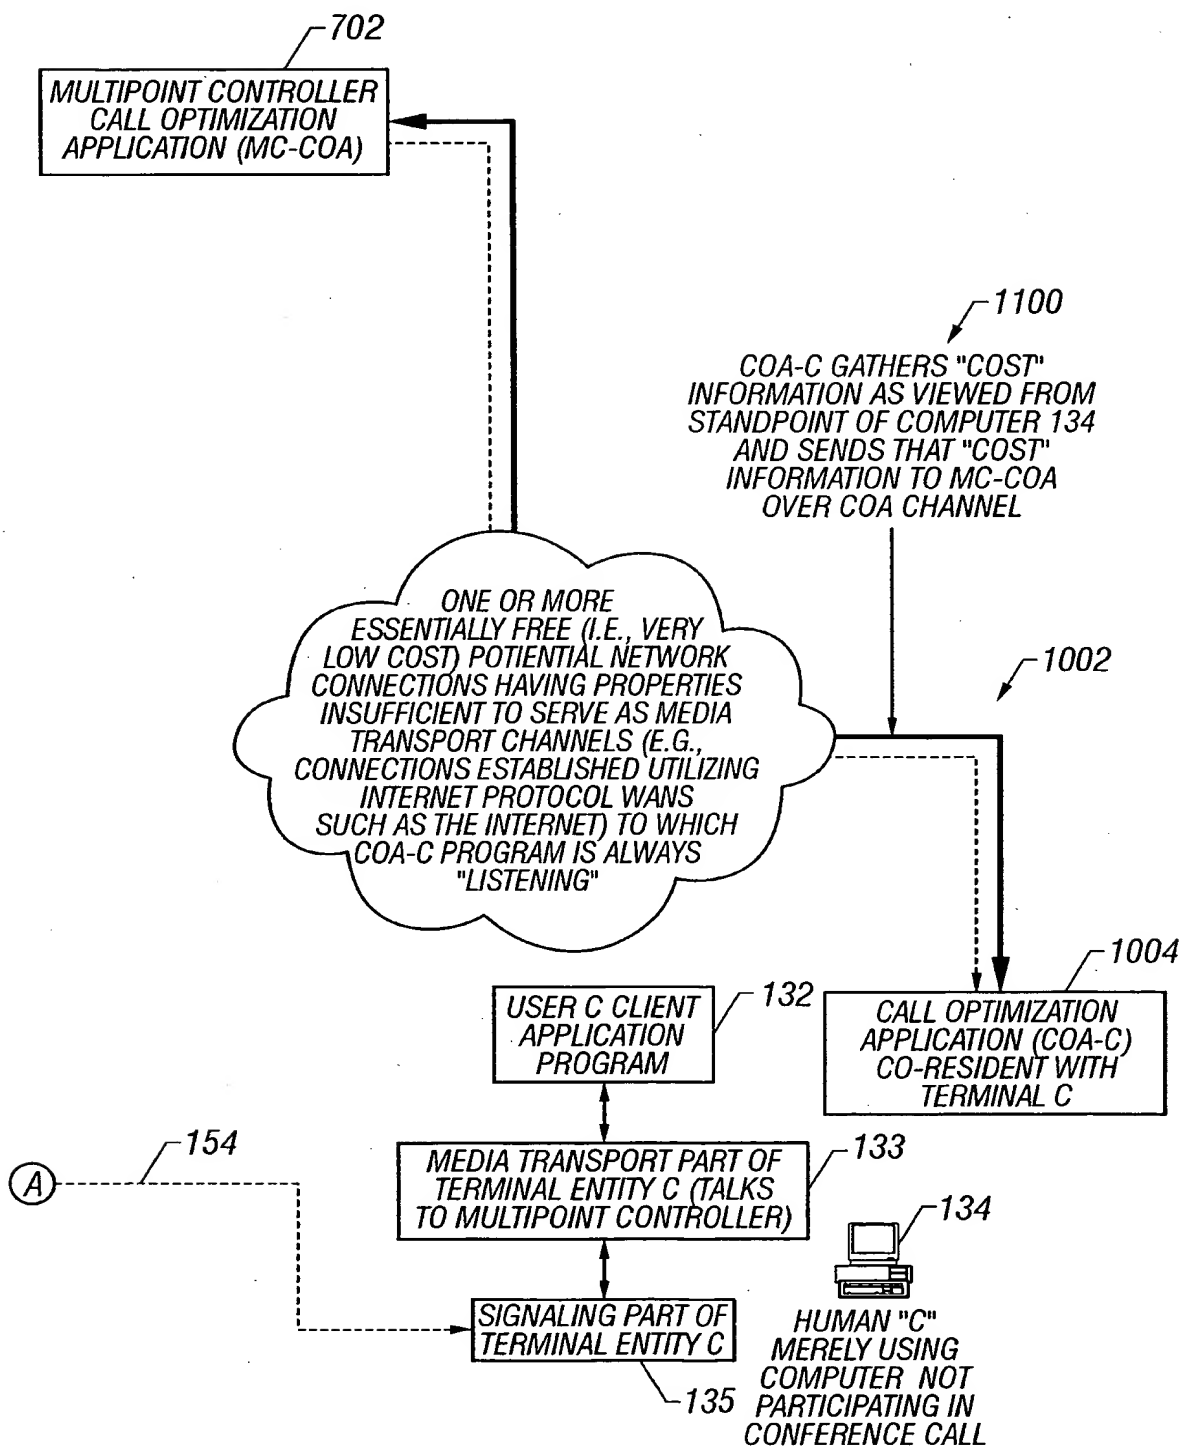 702
MULTIPOINT CONTROLLER
CALL OPTIMIZATION
APPLICATION (MC-COA)
1100
COA-C GATHERS "COST"
INFORMATION AS VIEWED FROM
STANDPOINT OF COMPUTER 134
AND SENDS THAT "COST"
INFORMATION TO MC-COA
OVER COA CHANNEL
ONE OR MORE
ESSENTIALLY FREE (I.E., VERY
LOW COST) POTIENTIAL NETWORK
CONNECTIONS HAVING PROPERTIES
INSUFFICIENT TO SERVE AS MEDIA
TRANSPORT CHANNELS (E.G.,
CONNECTIONS ESTABLISHED UTILIZING
INTERNET PROTOCOL WANS
SUCH AS THE INTERNET) TO WHICH
COA-C PROGRAM IS ALWAYS
"LISTENING"
1002
1004
CALL OPTIMIZATION
APPLICATION (COA-C)
CO-RESIDENT WITH
TERMINAL C
132
USER C CLIENT
APPLICATION
PROGRAM
154
A
133
MEDIA TRANSPORT PART OF
TERMINAL ENTITY C (TALKS
TO MULTIPOINT CONTROLLER)
134
SIGNALING PART OF
TERMINAL ENTITY C
135
HUMAN "C"
MERELY USING
COMPUTER NOT
PARTICIPATING IN
CONFERENCE CALL